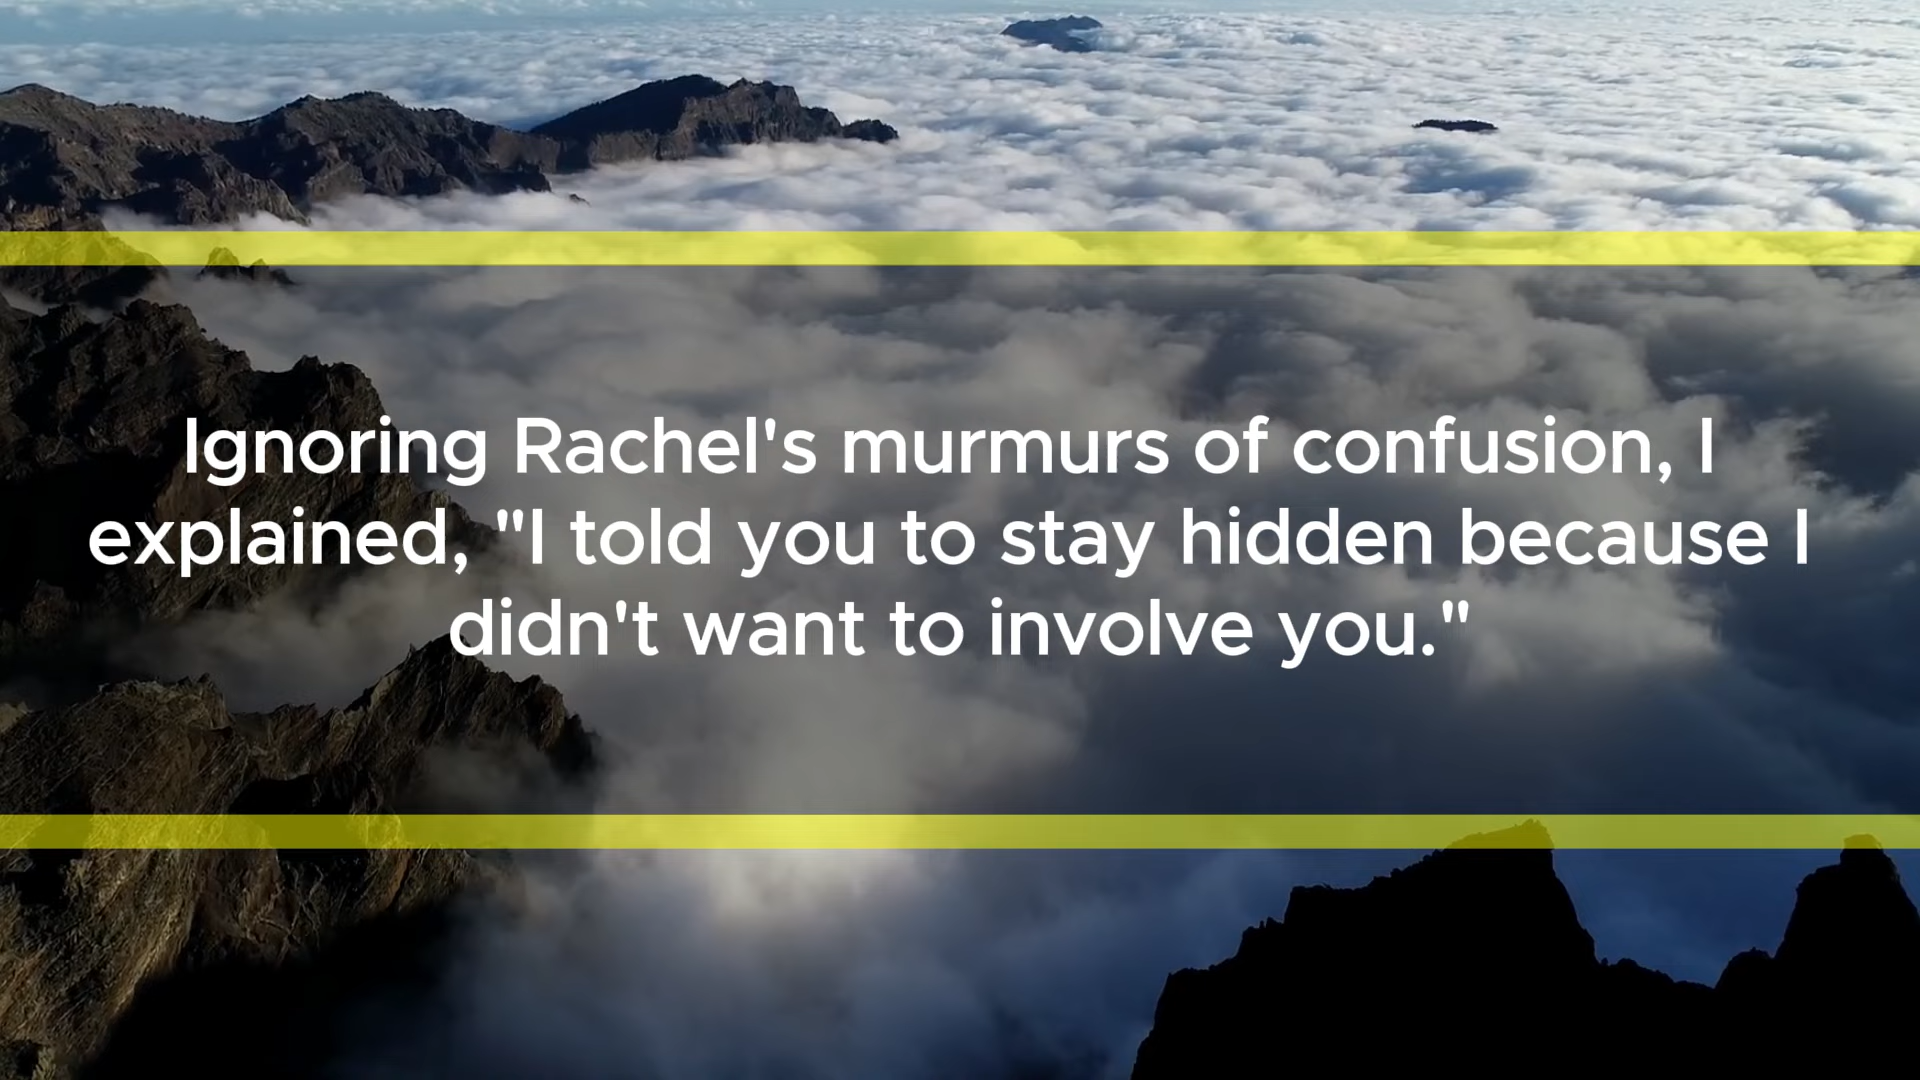 Ignoring Rachel's murmurs of confusion, I
explained, "I told you to stay hidden because I
didn't want to involve you."